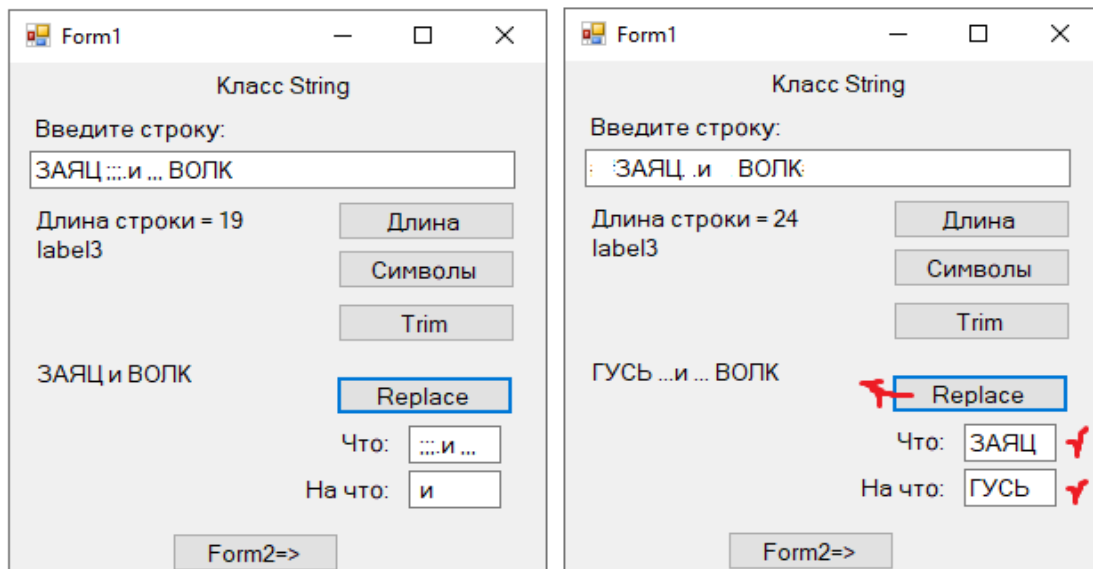 Form1
Класс String
Введите строку:
ЗАЯЦ ;;;.и ,,, ВОЛК
Длина строки = 19
label3
Длина
Символы
Trim
ЗАЯЦ и ВОЛК
Replace
Что:
;;;.и ,,,
На что:
и
Form2=>
Form1
Класс String
Введите строку:
ЗАЯЦ. .и ВОЛК
Длина строки = 24
label3
Длина
Символы
Trim
ГУСЬ ...и ... ВОЛК
Replace
Что:
ЗАЯЦ
На что:
ГУСЬ
Form2=>